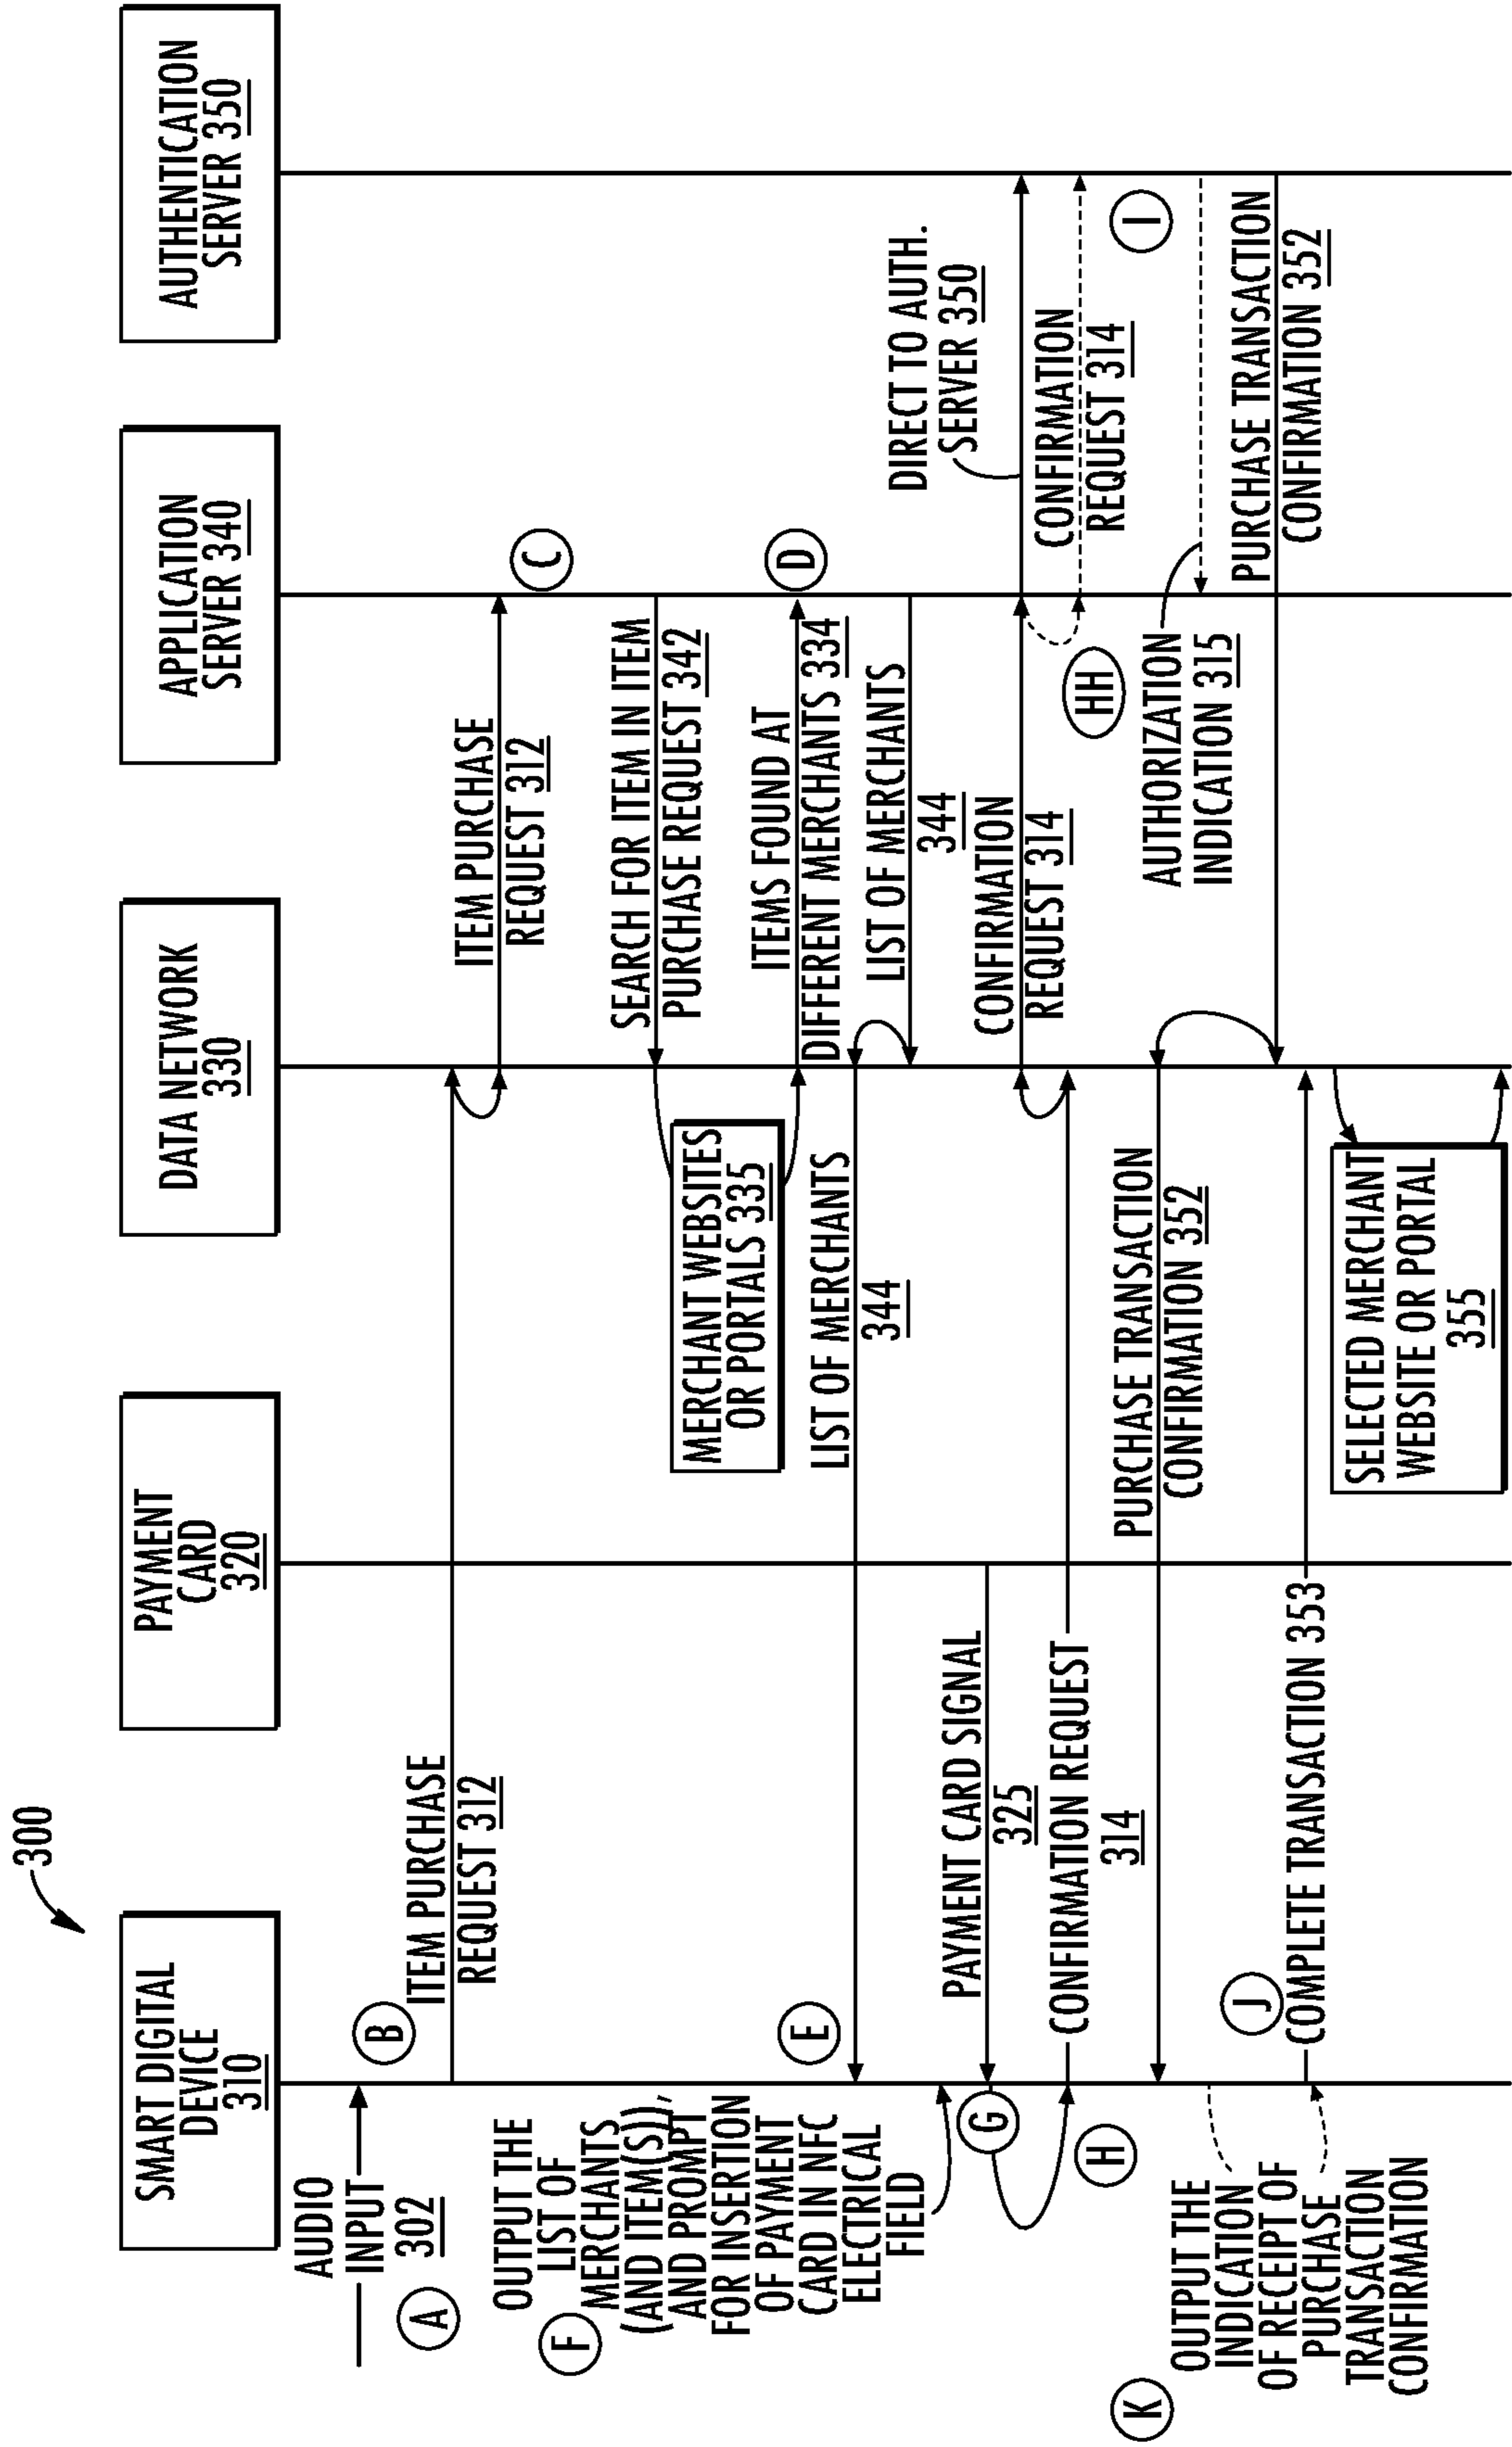 300
SMART DIGITAL
DEVICE
310
PAYMENT
CARD
320
DATA NETWORK
330
APPLICATION
SERVER 340
AUTHENTICATION
SERVER 350
AUDIO
INPUT
302
A
B
ITEM PURCHASE
REQUEST 312
ITEM PURCHASE
REQUEST 312
C
SEARCH FOR ITEM IN ITEM
PURCHASE REQUEST 342
MERCHANT WEBSITES
OR PORTALS 335
ITEMS FOUND AT
DIFFERENT MERCHANTS 334
D
LIST OF MERCHANTS
344
LIST OF MERCHANTS
344
E
F
OUTPUT THE
LIST OF
MERCHANTS
(AND ITEM(S))
AND PROMPT
FOR INSERTION
OF PAYMENT
CARD IN NFC
ELECTRICAL
FIELD
PAYMENT CARD SIGNAL
325
G
CONFIRMATION REQUEST
314
H
CONFIRMATION
REQUEST 314
DIRECT TO AUTH.
SERVER 350
CONFIRMATION
REQUEST 314
HH
I
AUTHORIZATION
INDICATION 315
PURCHASE TRANSACTION
CONFIRMATION 352
PURCHASE TRANSACTION
CONFIRMATION 352
J
COMPLETE TRANSACTION 353
SELECTED MERCHANT
WEBSITE OR PORTAL
355
K
OUTPUT THE
INDICATION
OF RECEIPT OF
PURCHASE
TRANSACTION
CONFIRMATION